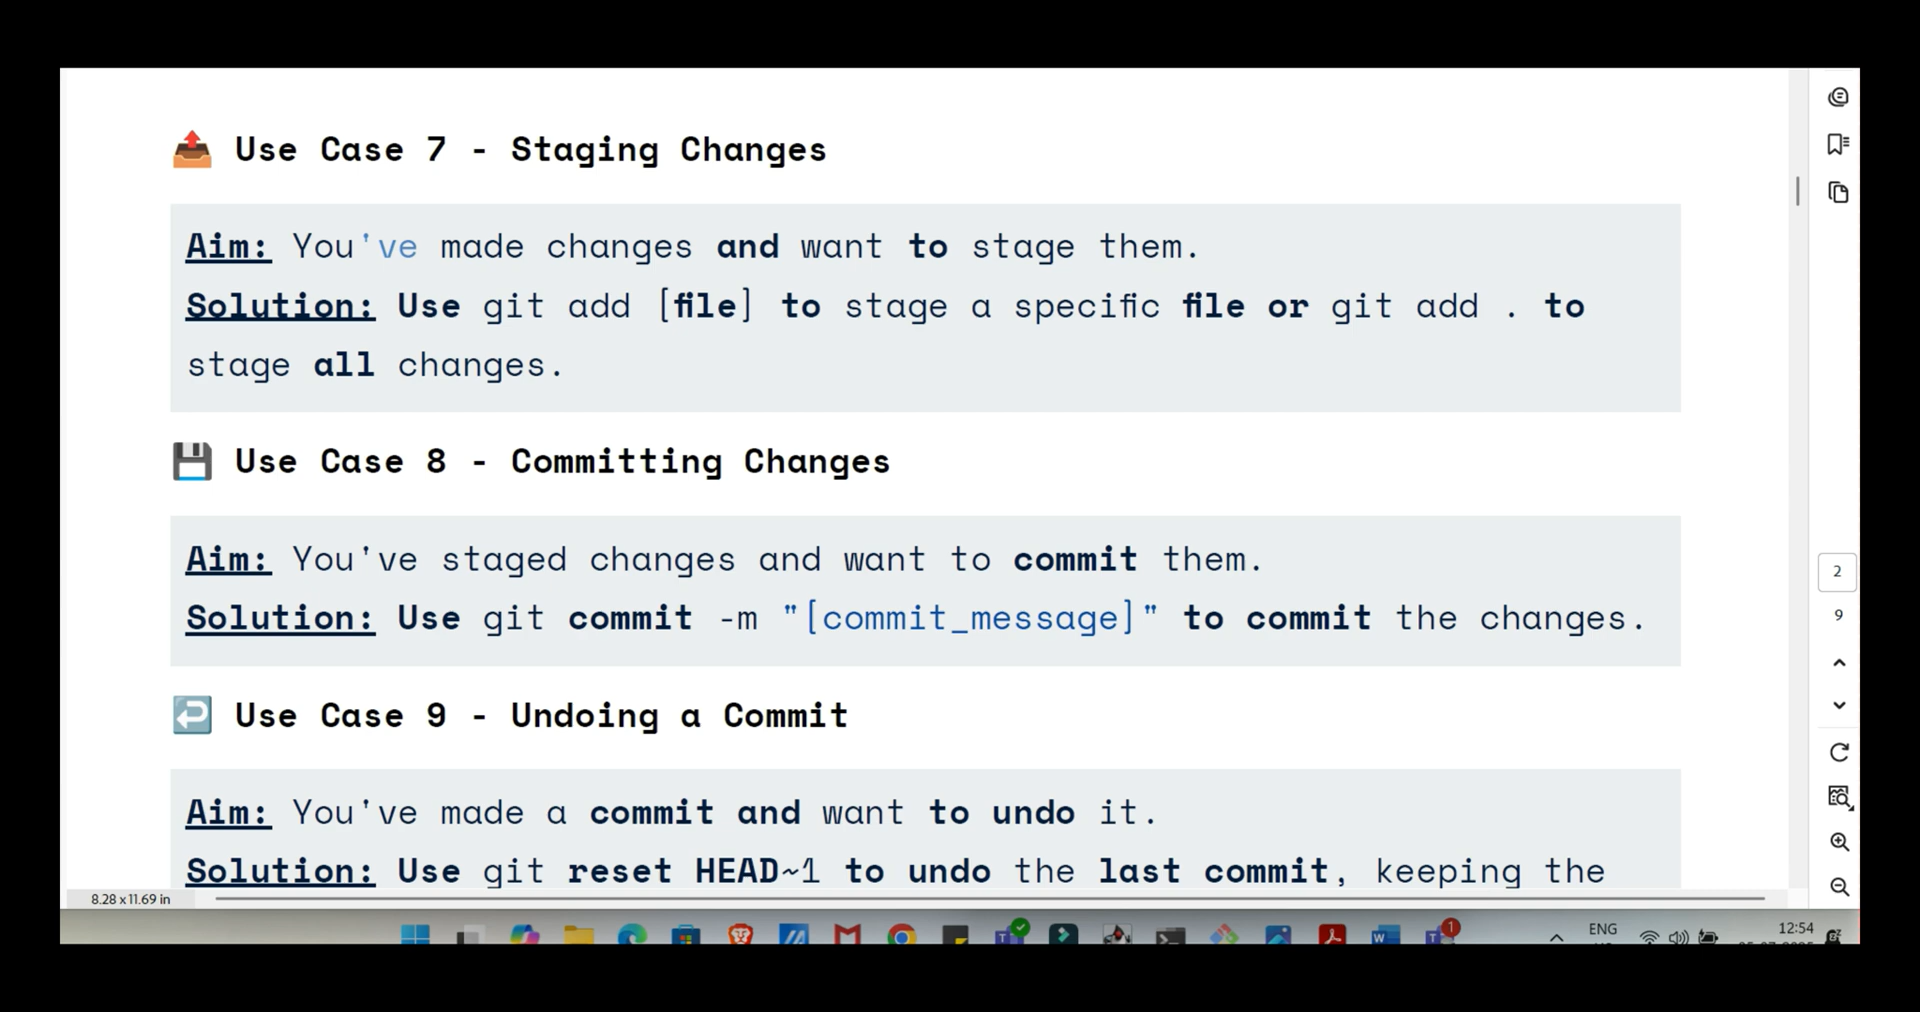 Use Case 7 - Staging Changes
Aim: You've made changes and want to stage them.
Solution: Use git add [file] to stage a specific file or git add . to
stage all changes.
Use Case 8 - Committing Changes
Aim: You've staged changes and want to commit them.
Solution: Use git commit -m "[commit_message]" to commit the changes.
Use Case 9 - Undoing a Commit
Aim: You've made a commit and want to undo it.
Solution: Use git reset HEAD~1 to undo the last commit, keeping the
2
9
8.28 x 11.69 in
1
ENG
12:54